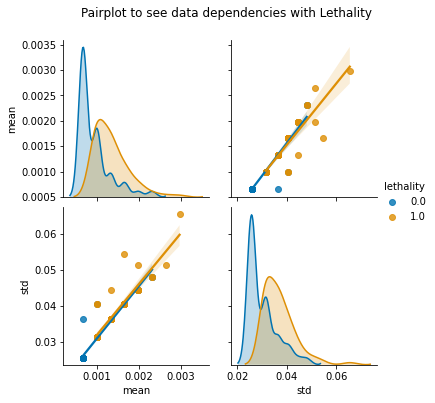 Pairplot to see data dependencies with Lethality
0.0035
0.0030
0.0025
0.0020
0.0015
0.0010
0.0005
mean
lethality
0.0
1.0
0.06
0.05
0.04
0.03
std
0.001 0.002 0.003
mean
0.02 0.04 0.06
std